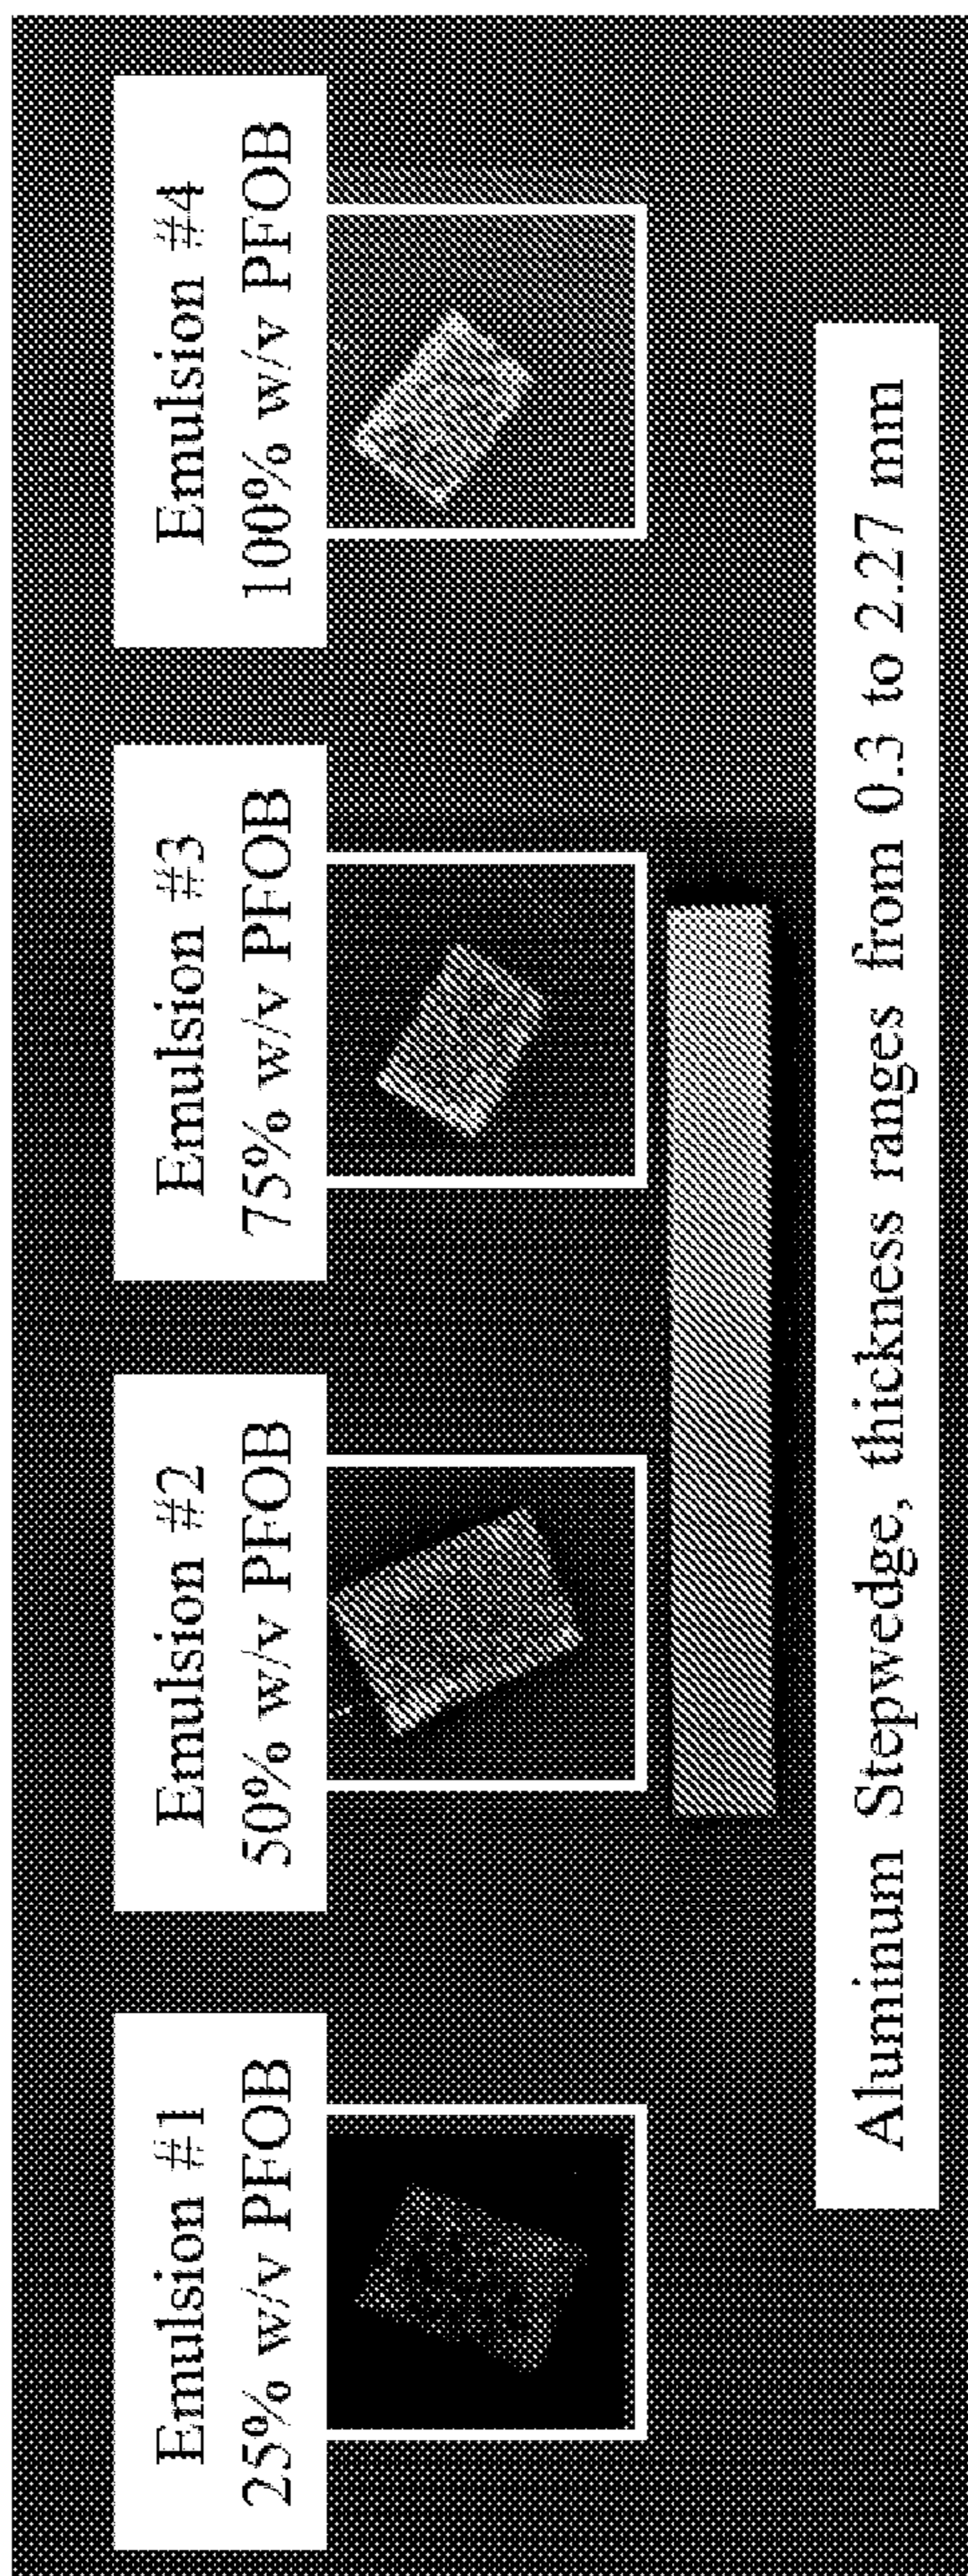 Emulsion #1
25% w/v PFOB
Emulsion #2
50% w/v PFOB
Emulsion #3
75% w/v PFOB
Emulsion #4
100% w/v PFOB
Aluminum Stepwedge, thickness ranges from 0.3 to 2.27 mm